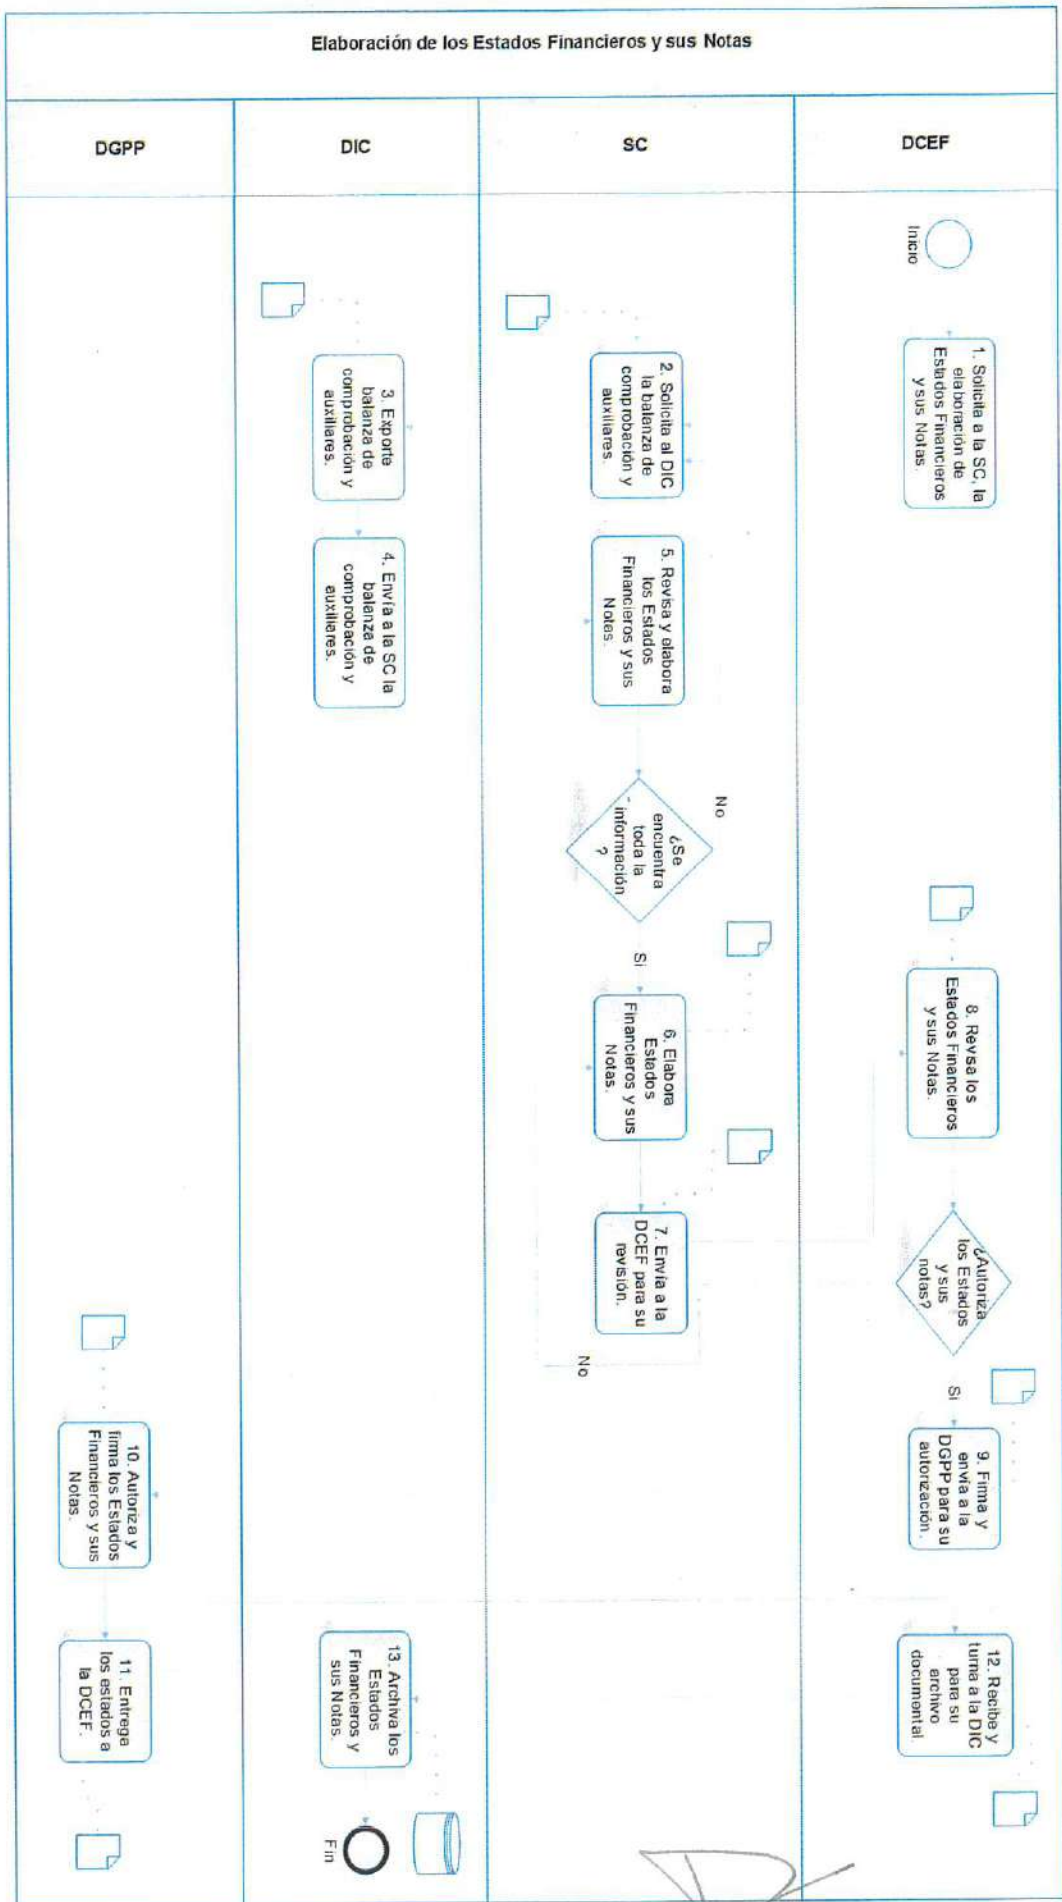 Elaboración de los Estados Financieros y sus Notas
DCEF
SC
DIC
DGPP
Inicio
1. Solicita a la SC, la
elaboración de
Estados Financieros
y sus Notas.
2. Solicita al DIC
la balanza de
comprobación y
auxiliares.
3. Exporte
balanza de
comprobación y
auxiliares.
4. Envía a la SC la
balanza de
comprobación y
auxiliares.
5. Revisa y elabora
los Estados
Financieros y sus
Notas.
¿Se
encuentra
toda la
información
?
No
Si
6. Elabora
Estados
Financieros y sus
Notas.
7. Envía a la
DCEF para su
revisión.
8. Revsa los
Estados Financieros
y sus Notas.
¿Autoriza
los Estados
y sus
notas?
No
Si
9. Firma y
envía a la
DGPP para su
autorización.
10. Autoriza y
firma los Estados
Financieros y sus
Notas.
11. Entrega
los estados a
la DCEF.
12. Recibe y
turna a la DIC
para su
archivo
documental.
13. Archiva los
Estados
Financieros y
sus Notas.
Fin